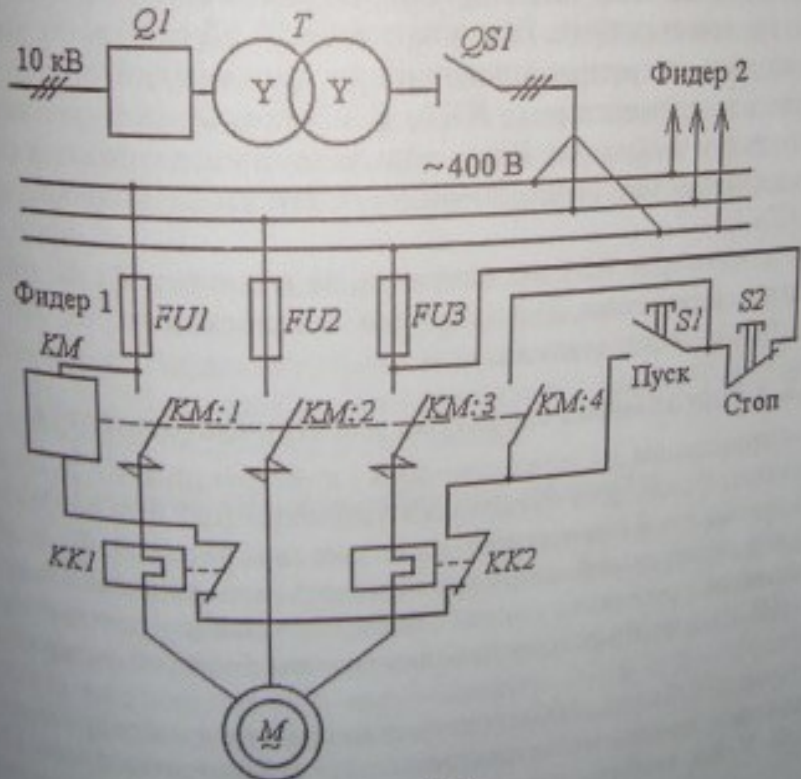 Q1
T
QS1
10 кВ
Y Y
Фидер 2
~400 В
Фидер 1
FU1
FU2
FU3
S1
S2
KM
Пуск
Стоп
KM:1
KM:2
KM:3
KM:4
KK1
KK2
M
~